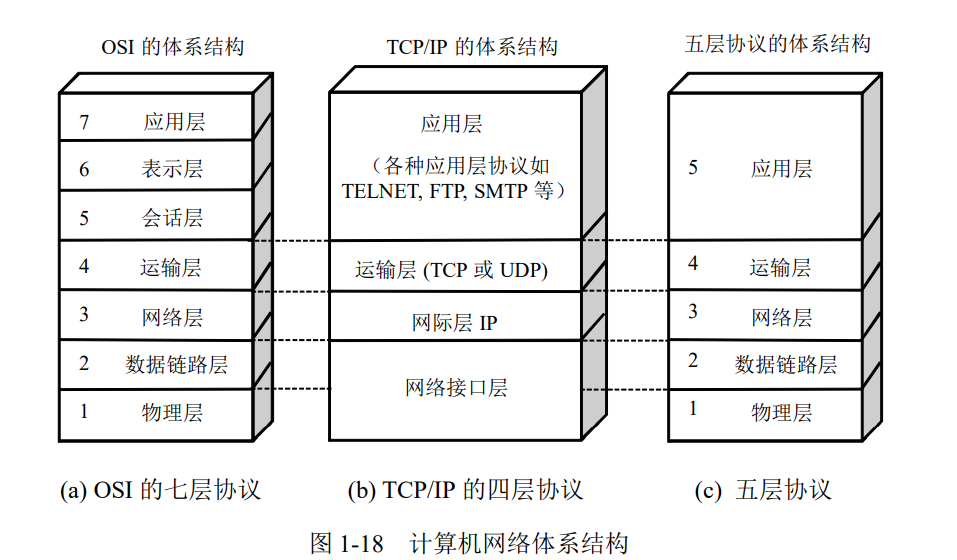 OSI 的体系结构
7 应用层
6 表示层
5 会话层
4 运输层
3 网络层
2 数据链路层
1 物理层
(a) OSI 的七层协议
TCP/IP 的体系结构
应用层
（各种应用层协议如
TELNET, FTP, SMTP 等）
运输层 (TCP 或 UDP)
网际层 IP
网络接口层
(b) TCP/IP 的四层协议
五层协议的体系结构
5 应用层
4 运输层
3 网络层
2 数据链路层
1 物理层
(c) 五层协议
图 1-18 计算机网络体系结构